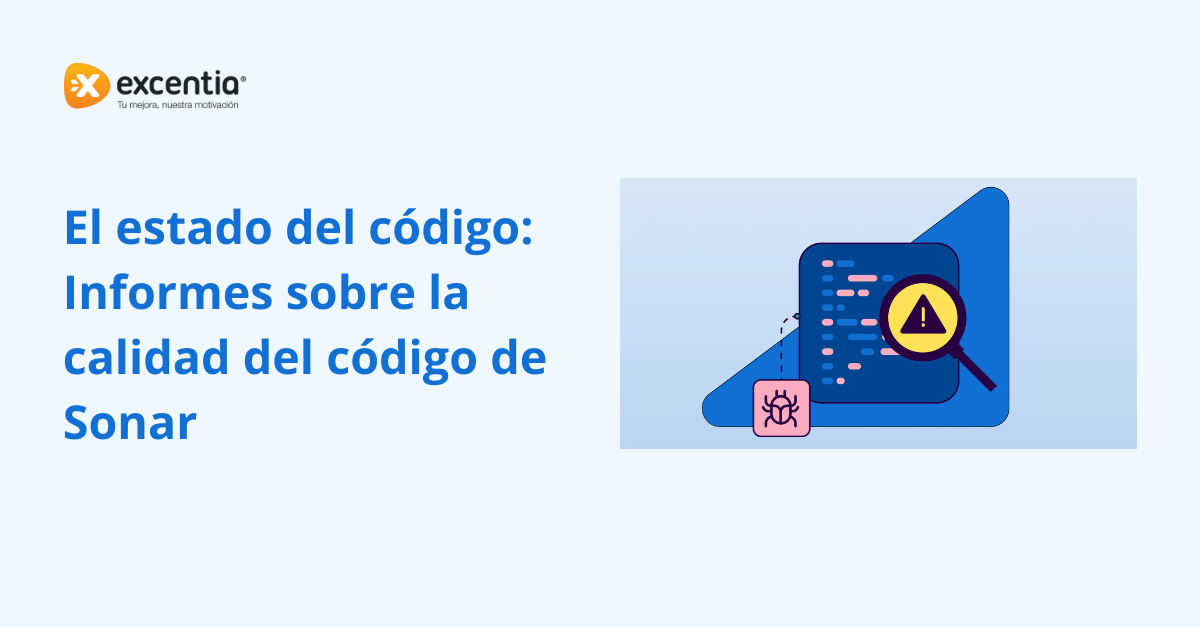 excentia®
Tu mejora, nuestra motivación
El estado del código:
Informes sobre la
calidad del código de
Sonar